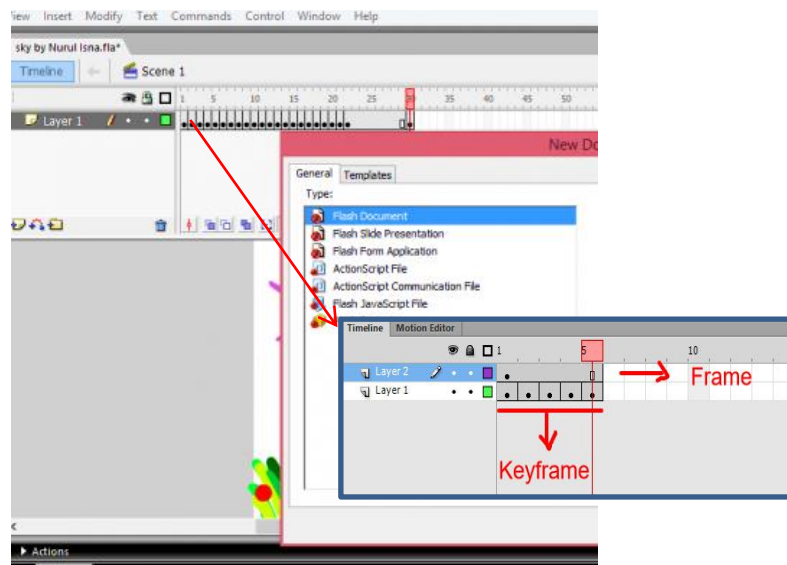 iew Insert Modify Text Commands Control Window Help
sky by Nurul Isna.fla*
Timeline Scene 1
1 5 10 15 20 25 30 35 40 45 50
Layer 1
New Do
General Templates
Type:
Flash Document
Flash Slide Presentation
Flash Form Application
ActionScript File
ActionScript Communication File
Flash JavaScript File
Timeline Motion Editor
1 5 10
Layer 2
Frame
Layer 1
Keyframe
Actions